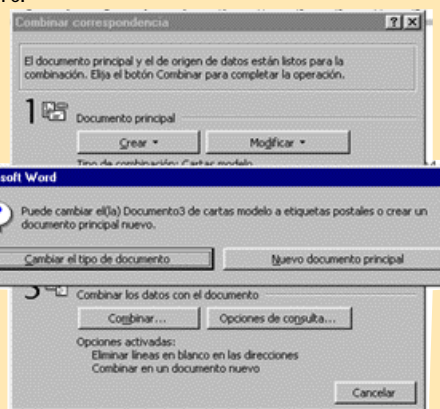 Combinar correspondencia
El documento principal y el de origen de datos están listos para la
combinación. Elija el botón Combinar para completar la operación.
1 Documento principal
Crear Modificar
Tipo de combinación: Cartas modelo
soft Word
Puede cambiar el(la) Documento3 de cartas modelo a etiquetas postales o crear un
documento principal nuevo.
Cambiar el tipo de documento Nuevo documento principal
3 Combinar los datos con el documento
Combinar... Opciones de consulta...
Opciones activadas:
Eliminar líneas en blanco en las direcciones
Combinar en un documento nuevo
Cancelar